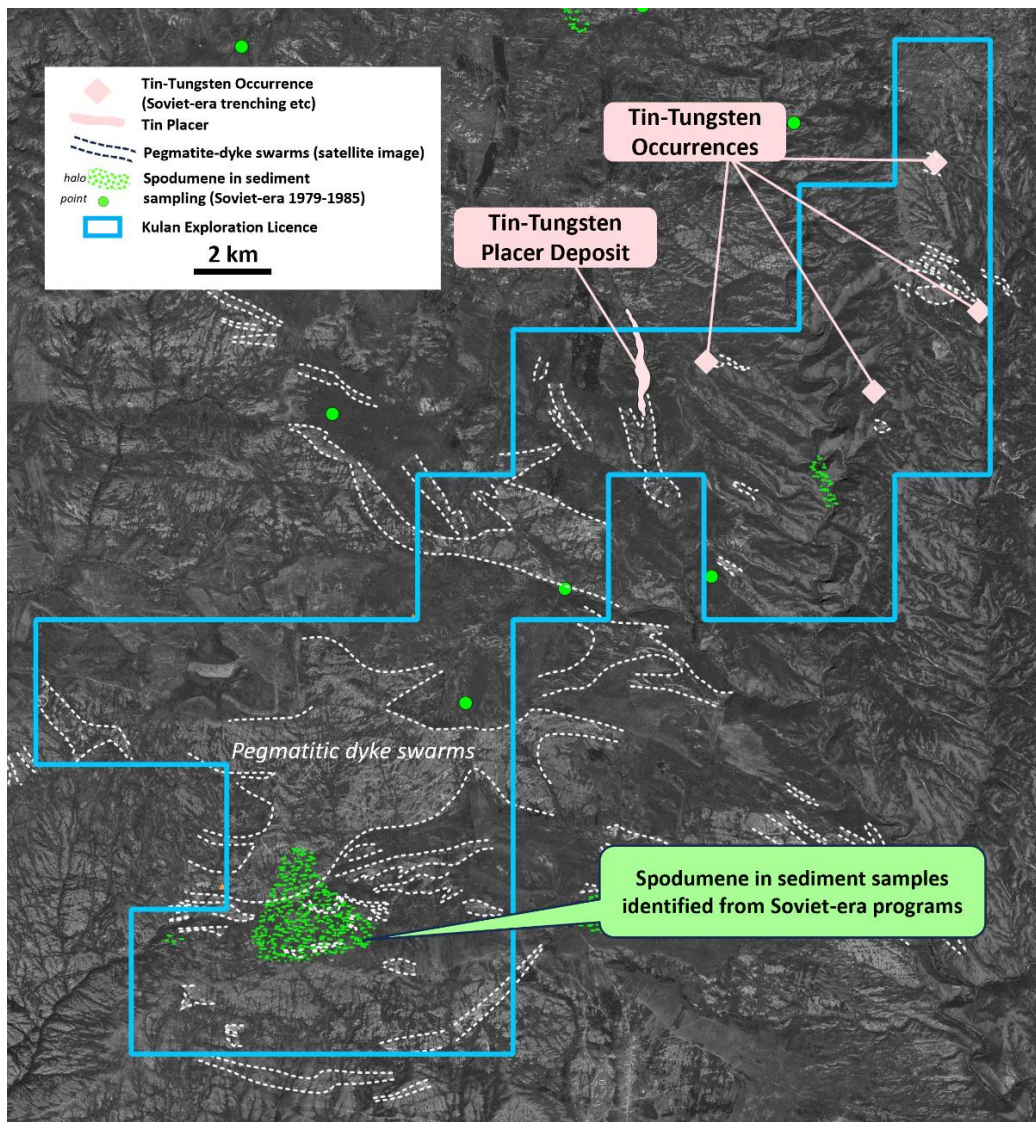 Tin-Tungsten Occurrence
(Soviet-era trenching etc)
Tin Placer
Pegmatite-dyke swarms (satellite image)
halo
Spodumene in sediment
point
sampling (Soviet-era 1979-1985)
Kulan Exploration Licence
2 km
Tin-Tungsten
Occurrences
Tin-Tungsten
Placer Deposit
Pegmatitic dyke swarms
Spodumene in sediment samples
identified from Soviet-era programs